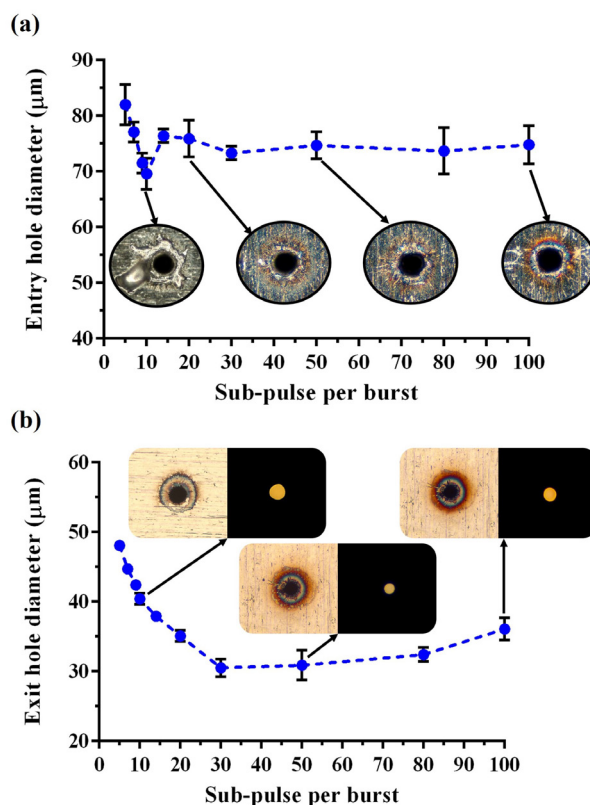 (a)
Entry hole diameter (μm)
90
80
70
60
50
40
0 10 20 30 40 50 60 70 80 90 100
Sub-pulse per burst
(b)
Exit hole diameter (μm)
60
50
40
30
20
0 10 20 30 40 50 60 70 80 90 100
Sub-pulse per burst